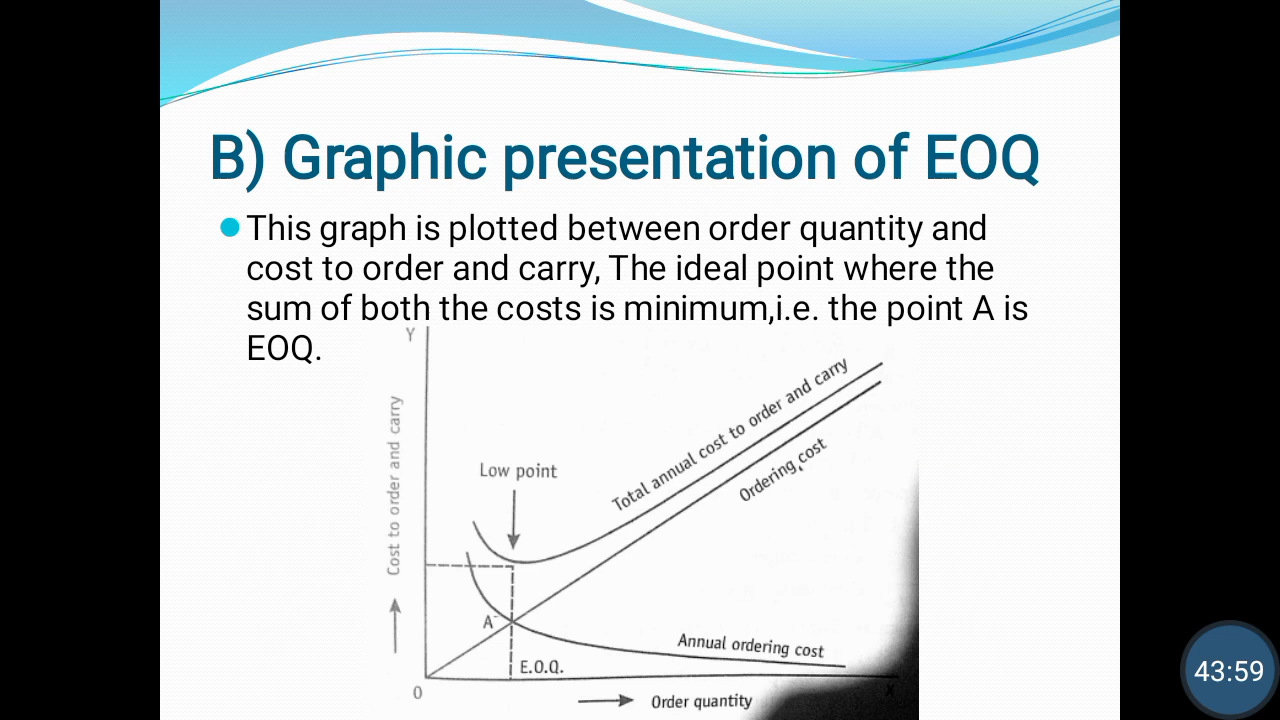 B) Graphic presentation of EOQ
This graph is plotted between order quantity and
cost to order and carry, The ideal point where the
sum of both the costs is minimum,i.e. the point A is
EOQ.
Y
Cost to order and carry
Low point
Total annual cost to order and carry
Ordering cost
A
Annual ordering cost
E.O.Q.
0
Order quantity
X
43:59